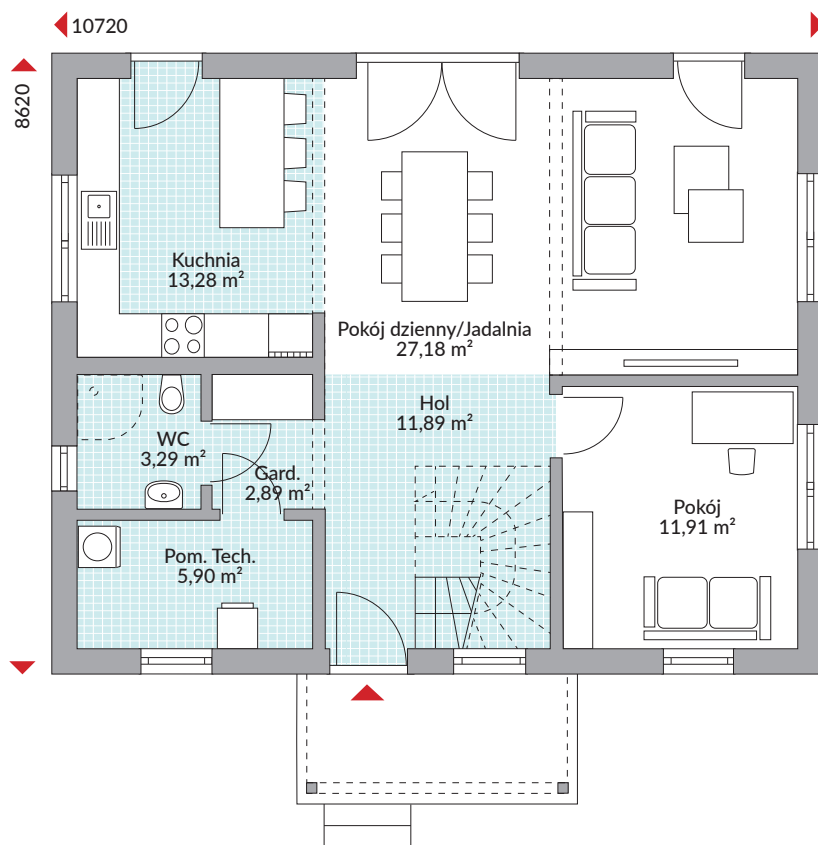 10720
8620
Kuchnia
13,28 m²
Pokój dzienny/Jadalnia
27,18 m²
Hol
11,89 m²
WC
3,29 m²
Gard.
2,89 m²
Pokój
11,91 m²
Pom. Tech.
5,90 m²